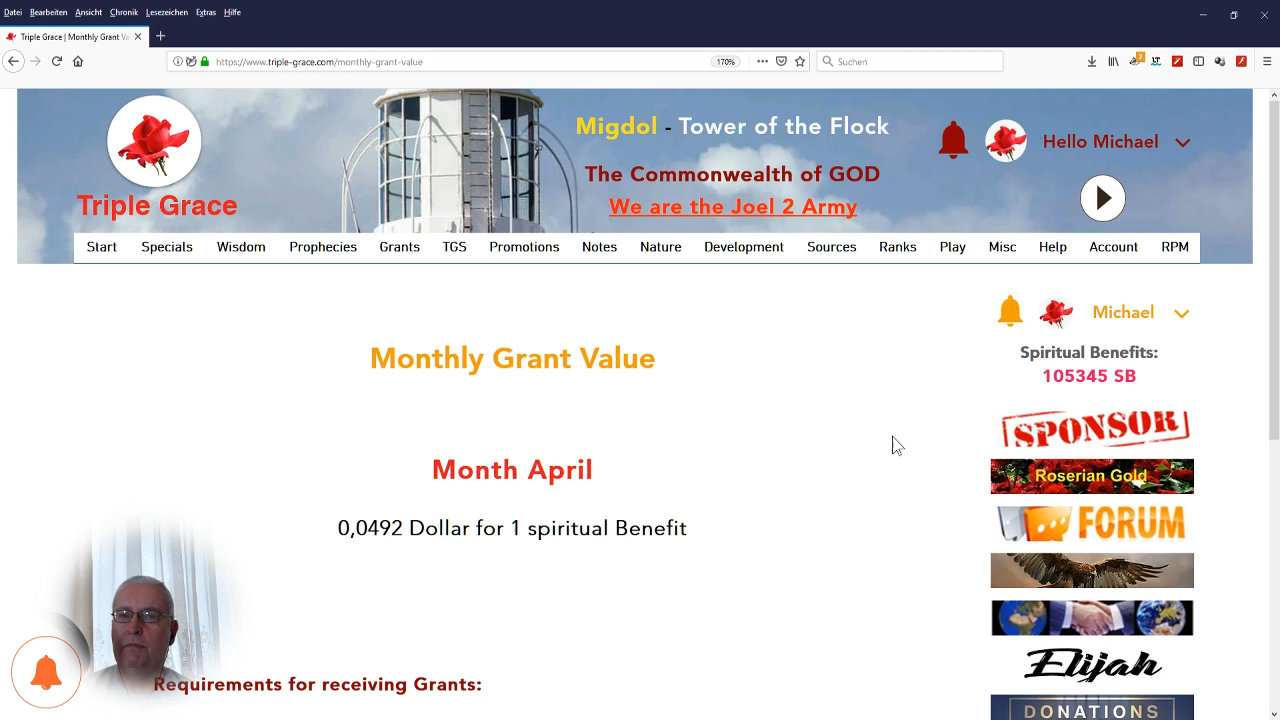 Datei Bearbeiten Ansicht Chronik Lesezeichen Extras Hilfe
Triple Grace | Monthly Grant Va
https://www.triple-grace.com/monthly-grant-value
170%
Suchen
2
Migdol - Tower of the Flock
Hello Michael
The Commonwealth of GOD
Triple Grace
We are the Joel 2 Army
Start Specials Wisdom Prophecies Grants TGS Promotions Notes Nature Development Sources Ranks Play Misc Help Account RPM
Michael
Monthly Grant Value
Spiritual Benefits:
105345 SB
SPONSOR
Month April
Roserian Gold
0,0492 Dollar for 1 spiritual Benefit
FORUM
Elijah
Requirements for receiving Grants:
DONATIONS